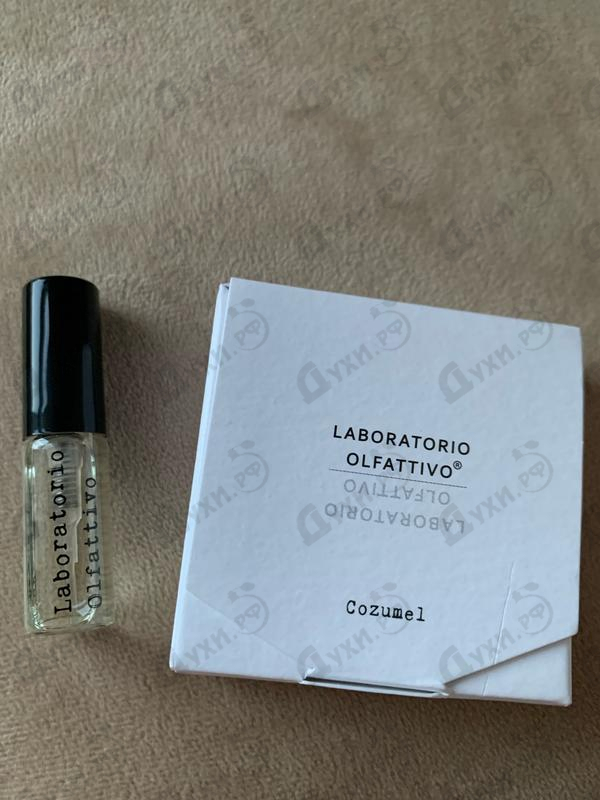 LABORATORIO
OLFATTIVO®
OLFATTIVO
LABORATORIO
Cozumel
Laboratorio
Olfattivo
Духи.РФ